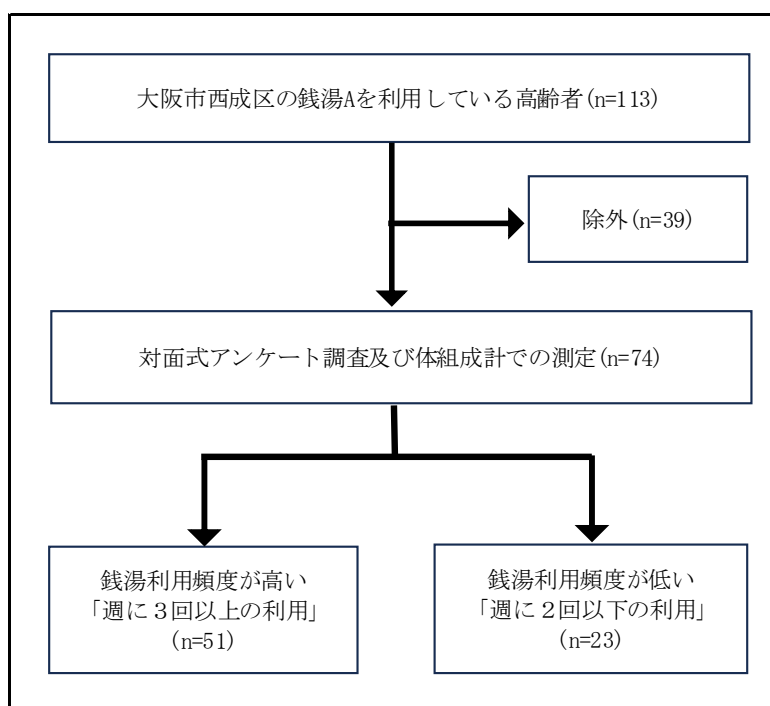 大阪市西成区の銭湯Aを利用している高齢者(n=113)
除外(n=39)
対面式アンケート調査及び体組成計での測定(n=74)
銭湯利用頻度が高い
「週に３回以上の利用」
(n=51)
銭湯利用頻度が低い
「週に２回以下の利用」
(n=23)